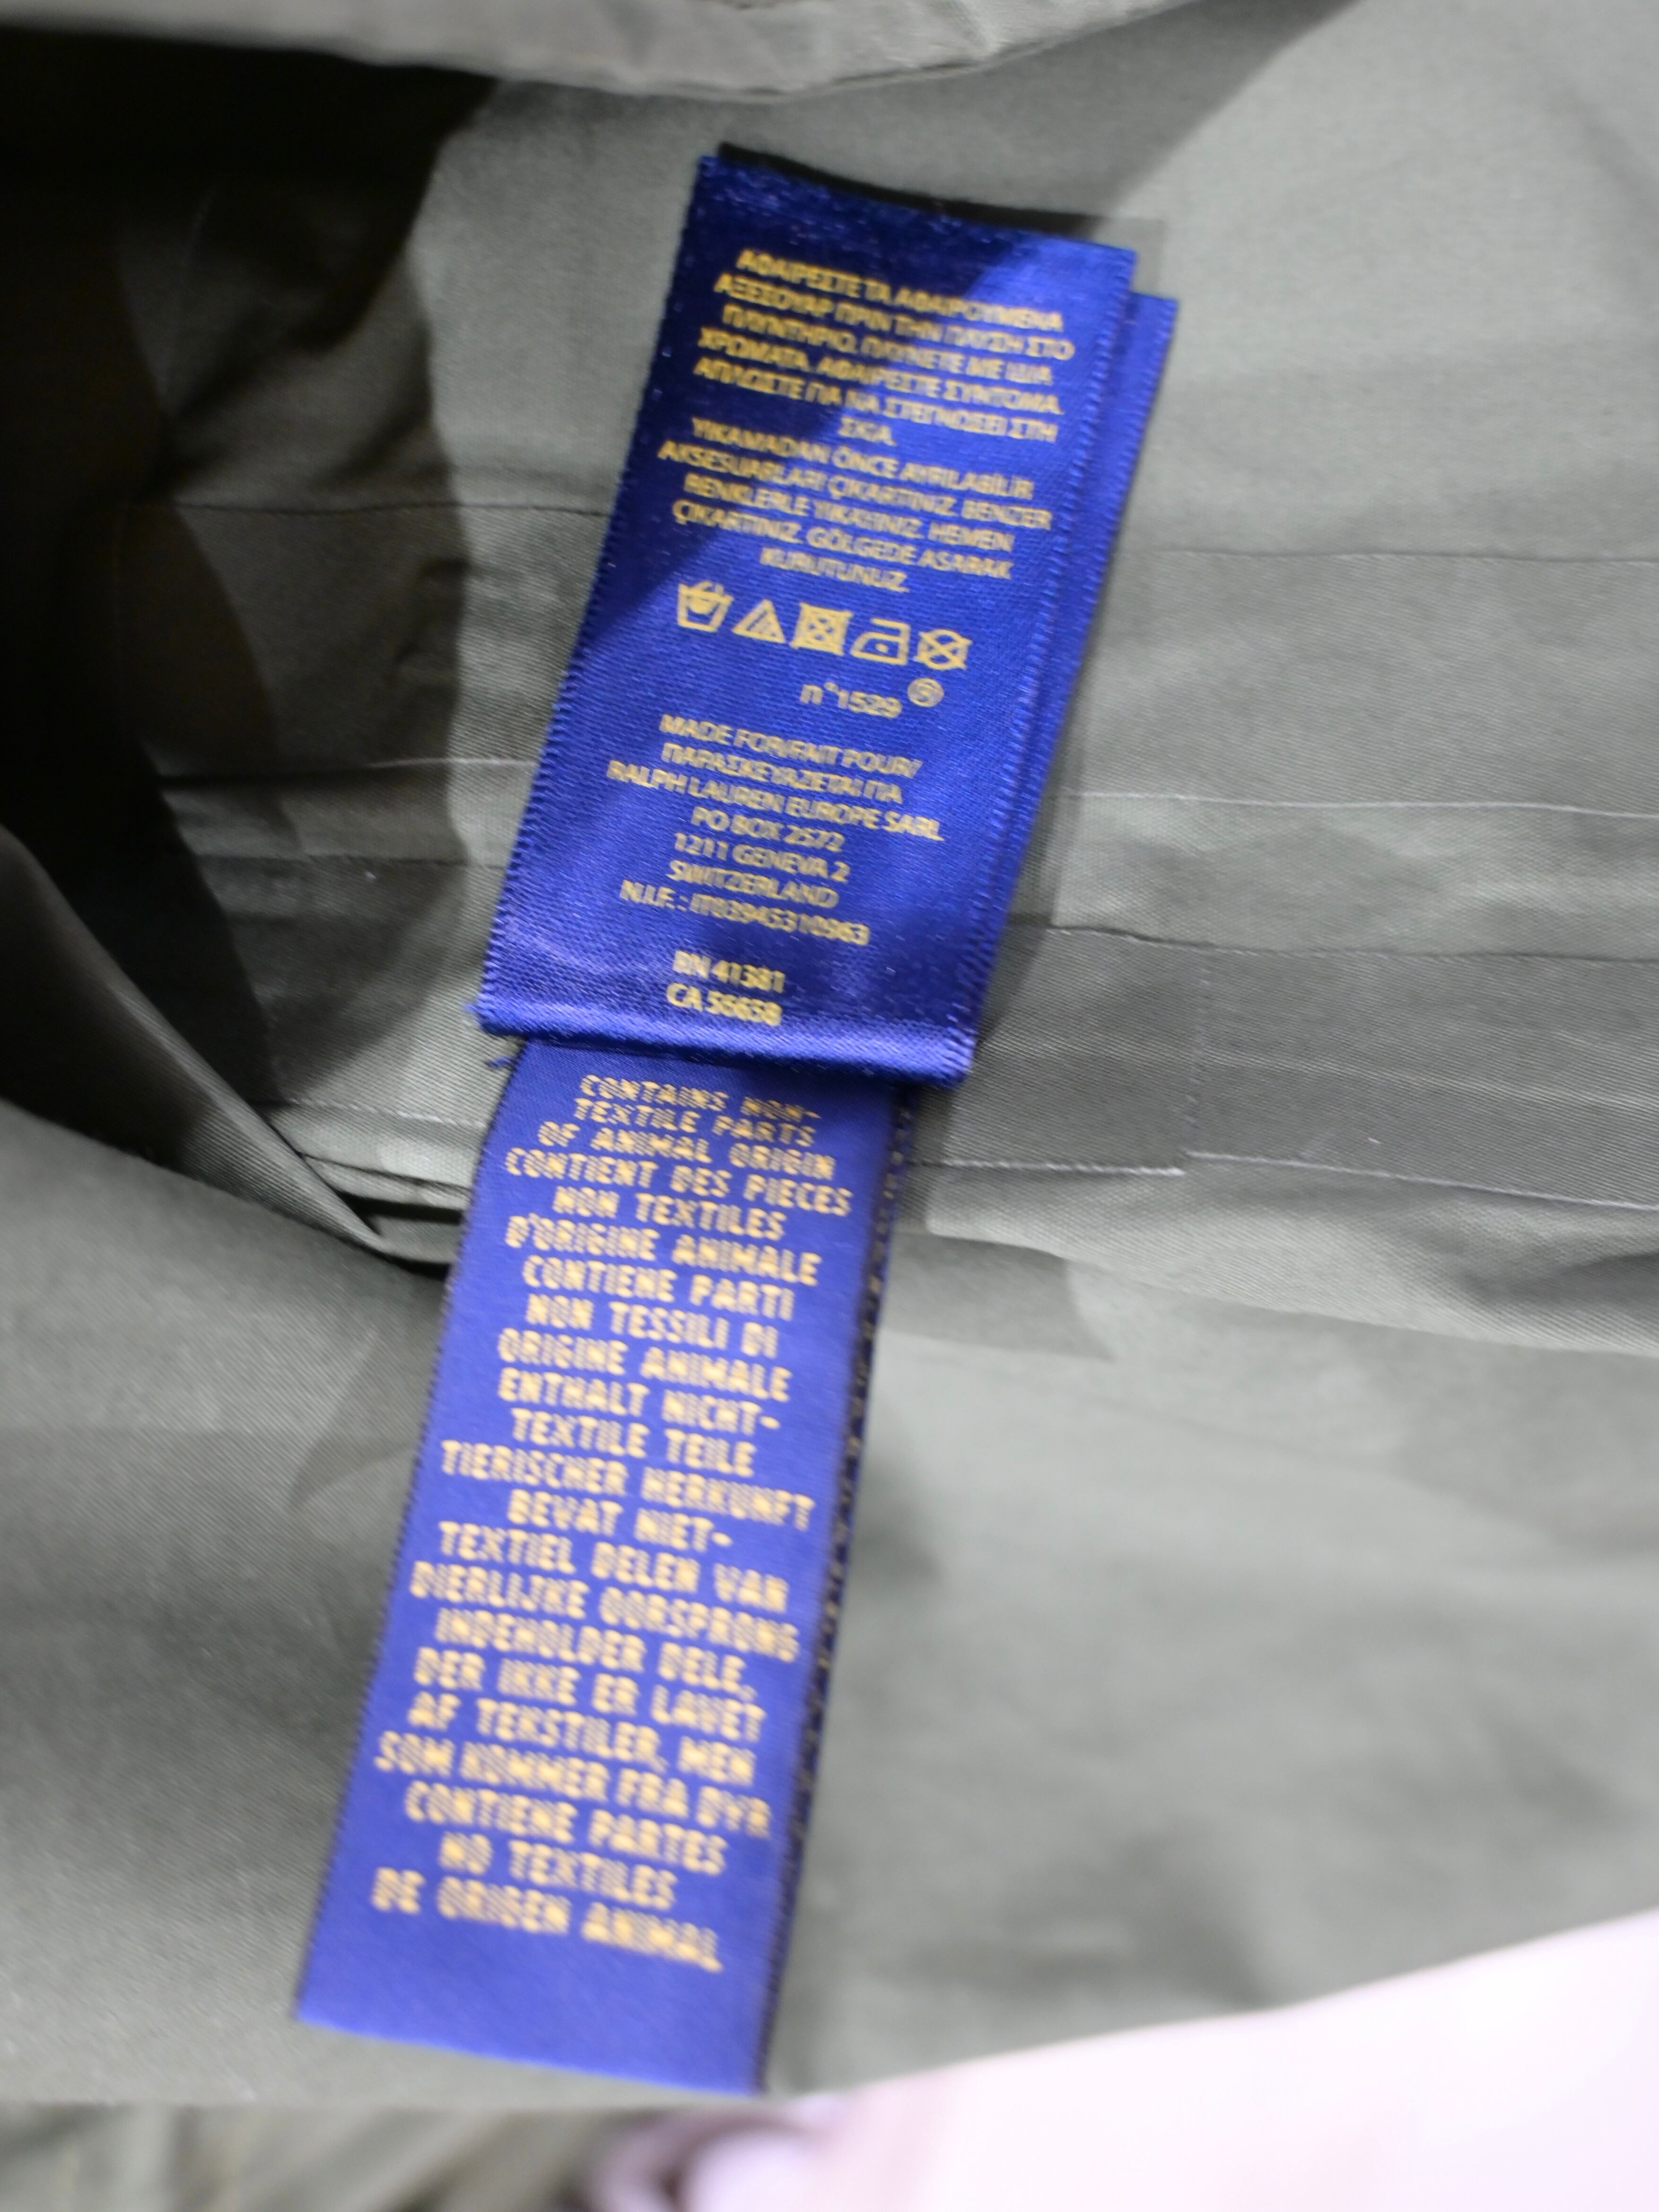 ΑΦΑΙΡΕΣΤΕ ΤΑ ΑΦΑΙΡΟΥΜΕΝΑ
ΑΞΕΣΟΥΑΡ ΠΡΙΝ ΤΗΝ ΠΛΥΣΗ ΣΤΟ
ΠΛΥΝΤΗΡΙΟ. ΠΛΥΝΕΤΕ ΜΕ ΙΔΙΑ
ΧΡΩΜΑΤΑ. ΑΦΑΙΡΕΣΤΕ ΣΥΝΤΟΜΑ.
ΑΠΛΩΣΤΕ ΓΙΑ ΝΑ ΣΤΕΓΝΩΣΕΙ ΣΤΗ
ΣΚΙΑ.
YIKAMADAN ÖNCE AYRILABİLİR
AKSESUARLARI ÇIKARTINIZ. BENZER
RENKLERLE YIKAYINIZ. HEMEN
ÇIKARTINIZ. GÖLGEDE ASARAK
KURUTUNUZ.
n°1529 ®
MADE FOR/FAIT POUR/
ΠΑΡΑΣΚΕΥΑΖΕΤΑΙ ΓΙΑ
RALPH LAUREN EUROPE SARL
PO BOX 2572
1211 GENEVA 2
SWITZERLAND
N.I.F. : IT03945310963
RN 41381
CA 56658
CONTAINS NON-
TEXTILE PARTS
OF ANIMAL ORIGIN
CONTIENT DES PIECES
NON TEXTILES
D'ORIGINE ANIMALE
CONTIENE PARTI
NON TESSILI DI
ORIGINE ANIMALE
ENTHALT NICHT-
TEXTILE TEILE
TIERISCHER HERKUNFT
BEVAT NIET-
TEXTIEL DELEN VAN
DIERLIJKE OORSPRONG
INDEHOLDER DELE,
DER IKKE ER LAVET
AF TEKSTILER, MEN
SOM KOMMER FRA DYR
CONTIENE PARTES
NO TEXTILES
DE ORIGEN ANIMAL